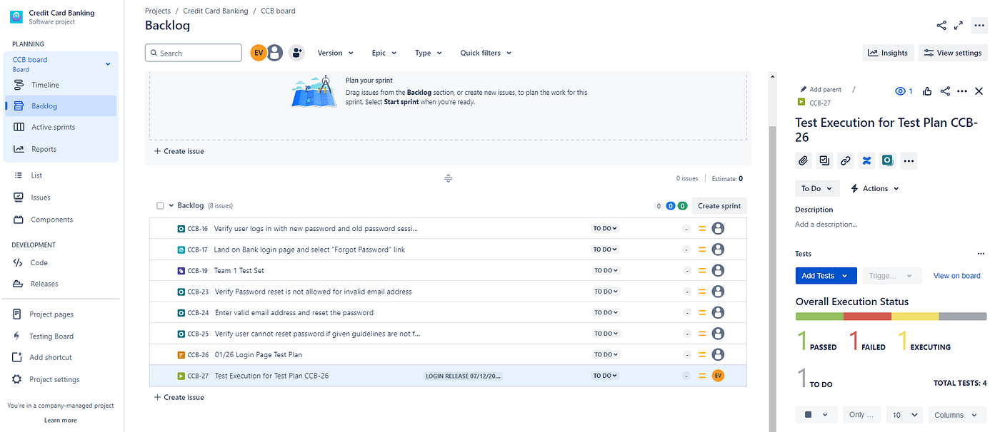 Credit Card Banking
Software project
PLANNING
CCB board
Board
Timeline
Backlog
Active sprints
Reports
List
Issues
Components
DEVELOPMENT
Code
Releases
Project pages
Testing Board
Add shortcut
Project settings
You're in a company-managed project
Learn more
Projects / Credit Card Banking / CCB board
Backlog
Search
EV
Version
Epic
Type
Quick filters
Insights
View settings
Plan your sprint
Drag issues from the Backlog section, or create new issues, to plan the work for this
sprint. Select Start sprint when you're ready.
+ Create issue
0 issues
Estimate: 0
Backlog (8 issues)
0 0 0
Create sprint
CCB-16 Verify user logs in with new password and old password sessi... TO DO -
CCB-17 Land on Bank login page and select "Forgot Password" link TO DO -
CCB-19 Team 1 Test Set TO DO -
CCB-23 Verify Password reset is not allowed for invalid email address TO DO -
CCB-24 Enter valid email address and reset the password TO DO -
CCB-25 Verify user cannot reset password if given guidelines are not f... TO DO -
CCB-26 01/26 Login Page Test Plan TO DO -
CCB-27 Test Execution for Test Plan CCB-26 LOGIN RELEASE 07/12/20... TO DO - EV
+ Create issue
Add parent /
1
CCB-27
Test Execution for Test Plan CCB-
26
To Do
Actions
Description
Add a description...
Tests
Add Tests
Trigge...
View on board
Overall Execution Status
1 PASSED 1 FAILED 1 EXECUTING
1 TO DO
TOTAL TESTS: 4
Only ...
10
Columns